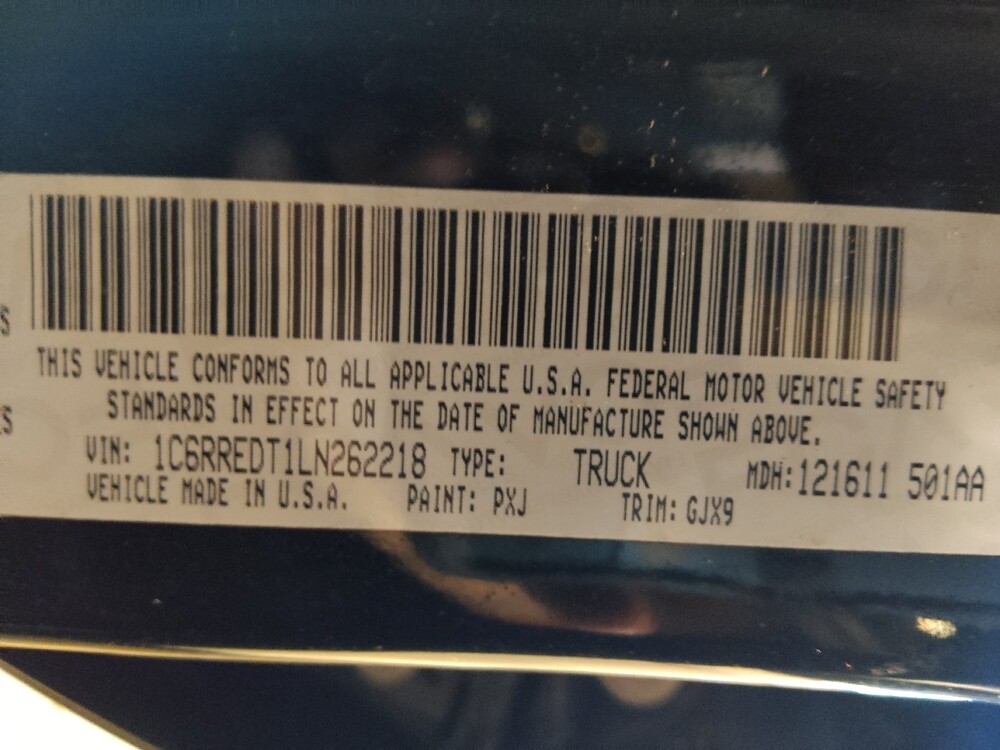 S
ES
THIS VEHICLE CONFORMS TO ALL APPLICABLE U.S.A. FEDERAL MOTOR VEHICLE SAFETY
STANDARDS IN EFFECT ON THE DATE OF MANUFACTURE SHOWN ABOVE.
VIN: 1C6RREDT1LN262218 TYPE: TRUCK MDH: 121611 501AA
VEHICLE MADE IN U.S.A. PAINT: PXJ TRIM: GJX9